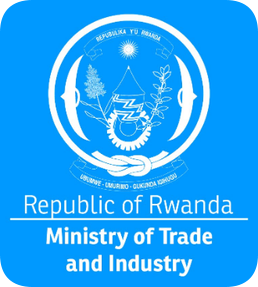 REPUBULIKA Y'U RWANDA
UBUMWE - UMURIMO - GUKUNDA IGIHUGU
Republic of Rwanda
Ministry of Trade
and Industry